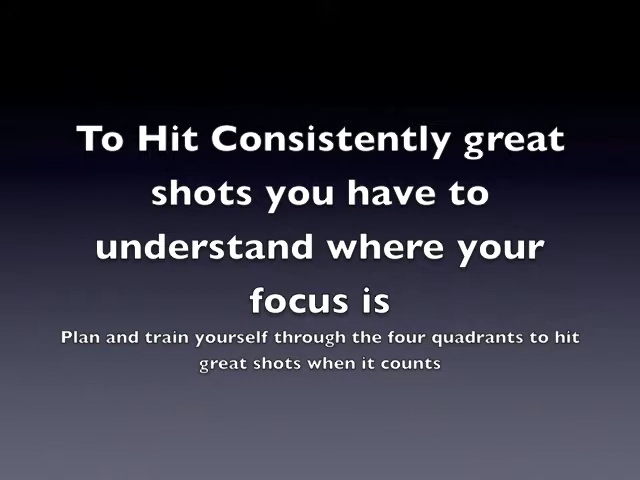 To Hit Consistently great
shots you have to
understand where your
focus is
Plan and train yourself through the four quadrants to hit
great shots when it counts